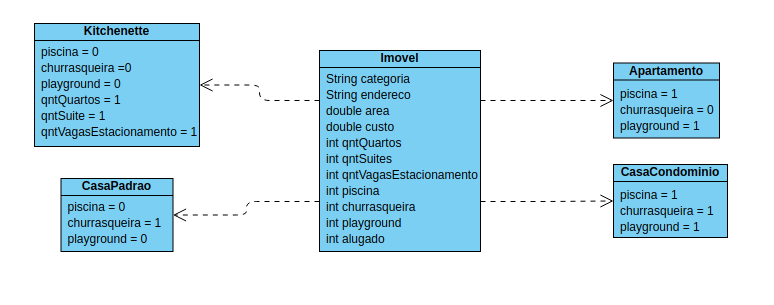 Kitchenette
piscina = 0
churrasqueira =0
playground = 0
qntQuartos = 1
qntSuite = 1
qntVagasEstacionamento = 1
CasaPadrao
piscina = 0
churrasqueira = 1
playground = 0
Imovel
String categoria
String endereco
double area
double custo
int qntQuartos
int qntSuites
int qntVagasEstacionamento
int piscina
int churrasqueira
int playground
int alugado
Apartamento
piscina = 1
churrasqueira = 0
playground = 1
CasaCondominio
piscina = 1
churrasqueira = 1
playground = 1